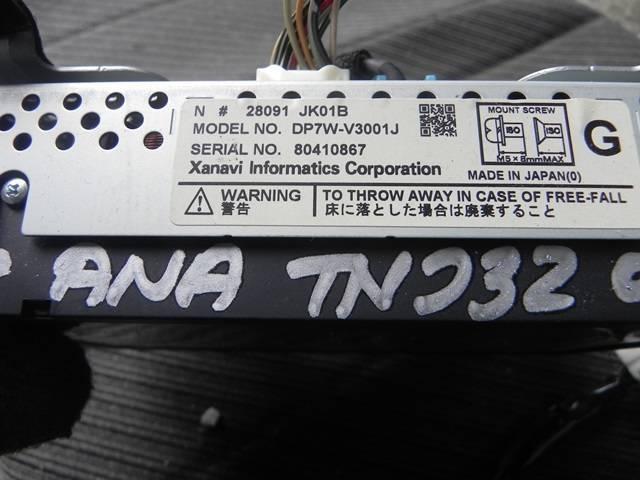 N # 28091 JK01B
MODEL NO. DP7W-V3001J
SERIAL NO. 80410867
Xanavi Informatics Corporation
MOUNT SCREW
ISO ISO
M5×8mmMAX
G
MADE IN JAPAN(0)
WARNING
警告
TO THROW AWAY IN CASE OF FREE-FALL
床に落とした場合は廃棄すること
ANA TNJ32